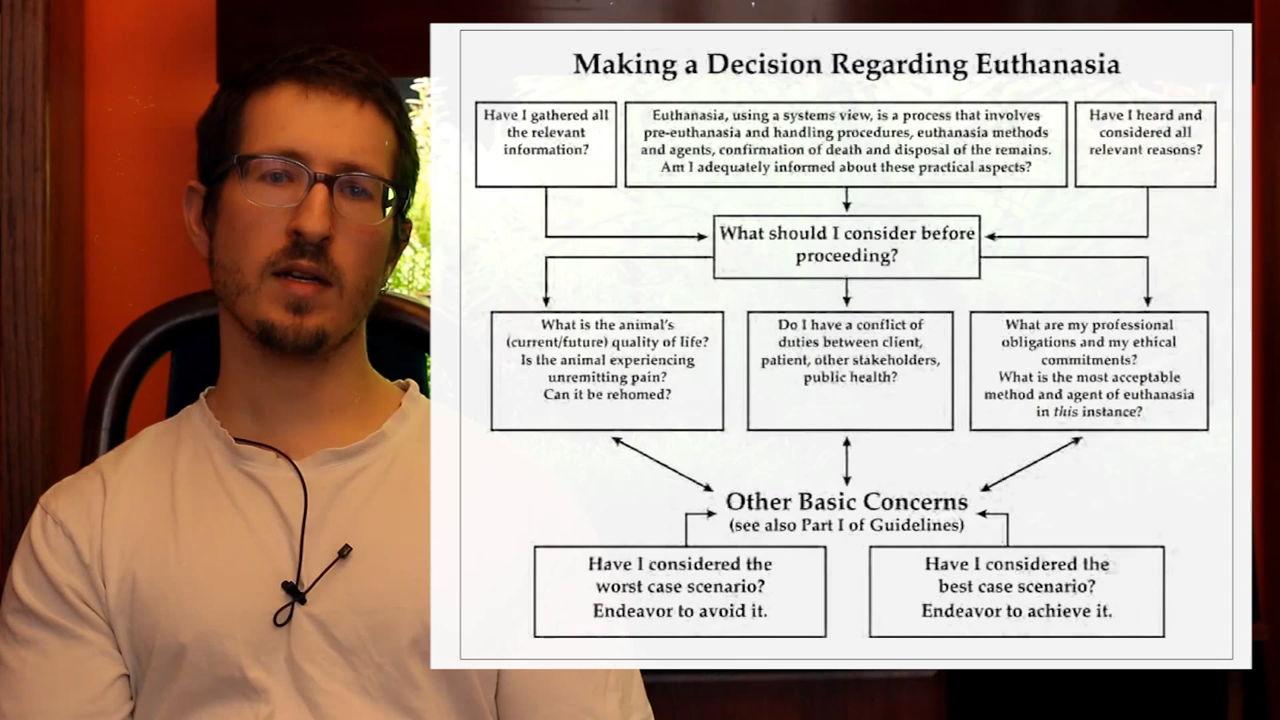 Making a Decision Regarding Euthanasia
Have I gathered all
the relevant
information?
Euthanasia, using a systems view, is a process that involves
pre-euthanasia and handling procedures, euthanasia methods
and agents, confirmation of death and disposal of the remains.
Am I adequately informed about these practical aspects?
Have I heard and
considered all
relevant reasons?
What should I consider before
proceeding?
What is the animal's
(current/future) quality of life?
Is the animal experiencing
unremitting pain?
Can it be rehomed?
Do I have a conflict of
duties between client,
patient, other stakeholders,
public health?
What are my professional
obligations and my ethical
commitments?
What is the most acceptable
method and agent of euthanasia
in this instance?
Other Basic Concerns
(see also Part I of Guidelines)
Have I considered the
worst case scenario?
Endeavor to avoid it.
Have I considered the
best case scenario?
Endeavor to achieve it.